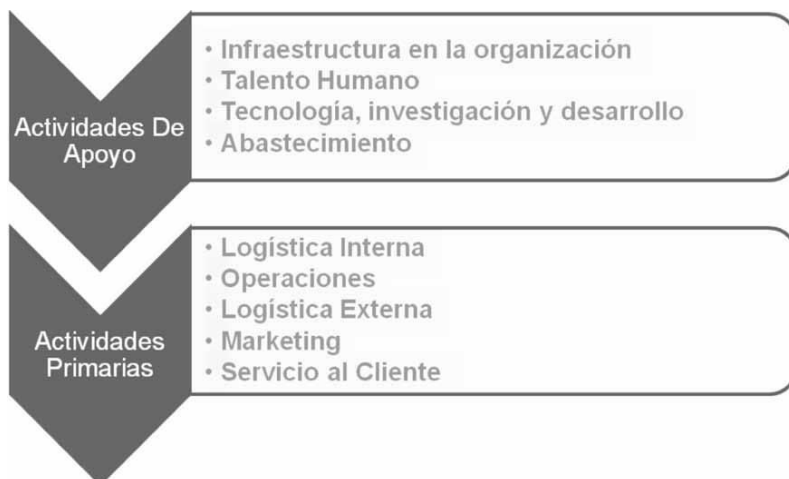 Actividades De
Apoyo
• Infraestructura en la organización
• Talento Humano
• Tecnología, investigación y desarrollo
• Abastecimiento
Actividades
Primarias
• Logística Interna
• Operaciones
• Logística Externa
• Marketing
• Servicio al Cliente